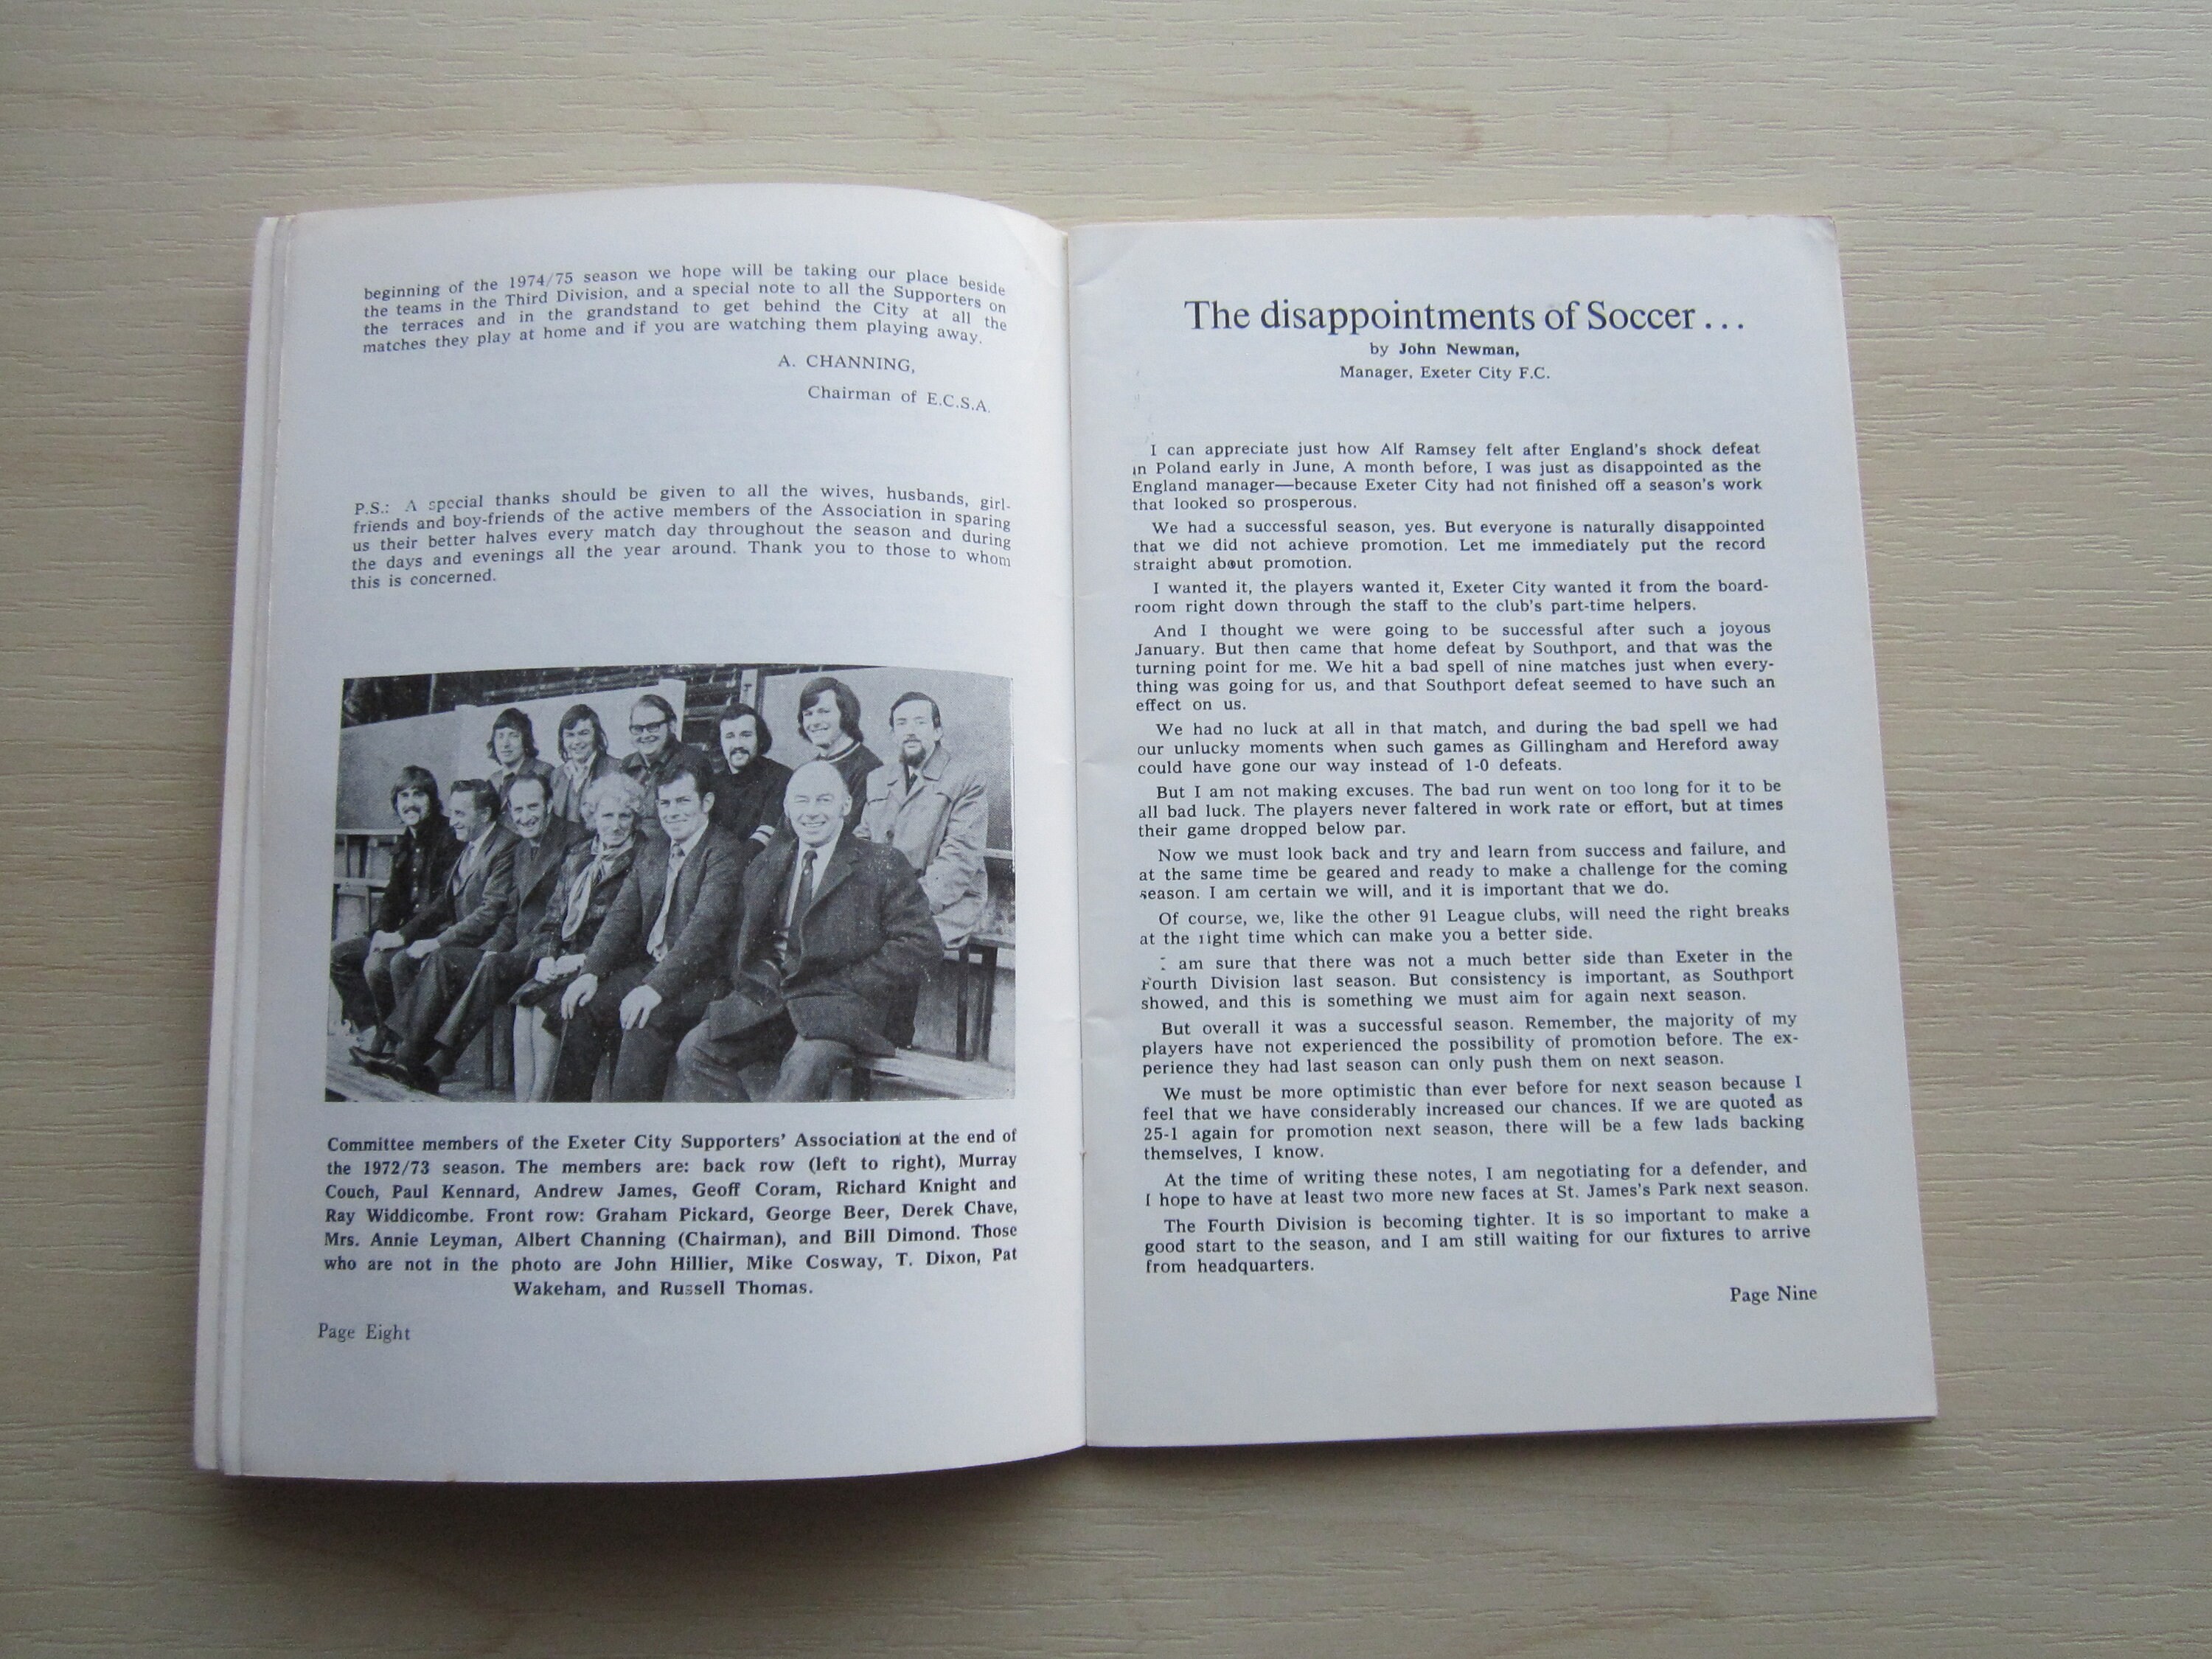 beginning of the 1974/75 season we hope will be taking our place beside
the teams in the Third Division, and a special note to all the Supporters on
the terraces and in the grandstand to get behind the City at all the
matches they play at home and if you are watching them playing away.
A. CHANNING,
Chairman of E.C.S.A.
P.S.: A special thanks should be given to all the wives, husbands, girl-
friends and boy-friends of the active members of the Association in sparing
us their better halves every match day throughout the season and during
the days and evenings all the year around. Thank you to those to whom
this is concerned.
Committee members of the Exeter City Supporters' Association at the end of
the 1972/73 season. The members are: back row (left to right), Murray
Couch, Paul Kennard, Andrew James, Geoff Coram, Richard Knight and
Ray Widdicombe. Front row: Graham Pickard, George Beer, Derek Chave,
Mrs. Annie Leyman, Albert Channing (Chairman), and Bill Dimond. Those
who are not in the photo are John Hillier, Mike Cosway, T. Dixon, Pat
Wakeham, and Russell Thomas.
Page Eight
The disappointments of Soccer...
by John Newman,
Manager, Exeter City F.C.
I can appreciate just how Alf Ramsey felt after England's shock defeat
in Poland early in June, A month before, I was just as disappointed as the
England manager—because Exeter City had not finished off a season's work
that looked so prosperous.
We had a successful season, yes. But everyone is naturally disappointed
that we did not achieve promotion. Let me immediately put the record
straight about promotion.
I wanted it, the players wanted it, Exeter City wanted it from the board-
room right down through the staff to the club's part-time helpers.
And I thought we were going to be successful after such a joyous
January. But then came that home defeat by Southport, and that was the
turning point for me. We hit a bad spell of nine matches just when every-
thing was going for us, and that Southport defeat seemed to have such an
effect on us.
We had no luck at all in that match, and during the bad spell we had
our unlucky moments when such games as Gillingham and Hereford away
could have gone our way instead of 1-0 defeats.
But I am not making excuses. The bad run went on too long for it to be
all bad luck. The players never faltered in work rate or effort, but at times
their game dropped below par.
Now we must look back and try and learn from success and failure, and
at the same time be geared and ready to make a challenge for the coming
season. I am certain we will, and it is important that we do.
Of course, we, like the other 91 League clubs, will need the right breaks
at the right time which can make you a better side.
I am sure that there was not a much better side than Exeter in the
Fourth Division last season. But consistency is important, as Southport
showed, and this is something we must aim for again next season.
But overall it was a successful season. Remember, the majority of my
players have not experienced the possibility of promotion before. The ex-
perience they had last season can only push them on next season.
We must be more optimistic than ever before for next season because I
feel that we have considerably increased our chances. If we are quoted as
25-1 again for promotion next season, there will be a few lads backing
themselves, I know.
At the time of writing these notes, I am negotiating for a defender, and
I hope to have at least two more new faces at St. James's Park next season.
The Fourth Division is becoming tighter. It is so important to make a
good start to the season, and I am still waiting for our fixtures to arrive
from headquarters.
Page Nine